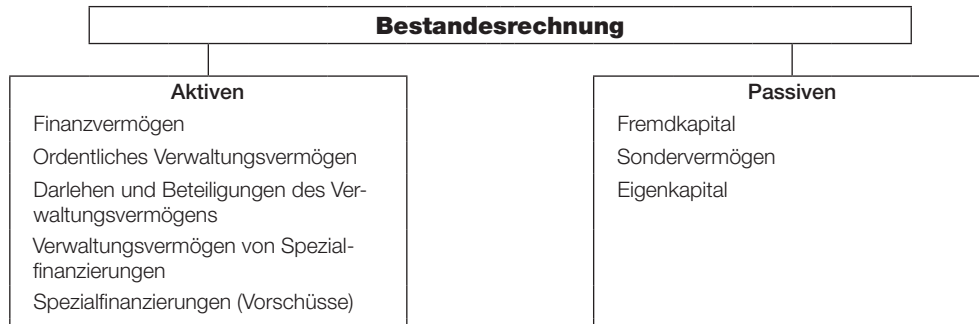 Bestandesrechnung
Aktiven
Finanzvermögen
Ordentliches Verwaltungsvermögen
Darlehen und Beteiligungen des Ver-
waltungsvermögens
Verwaltungsvermögen von Spezial-
finanzierungen
Spezialfinanzierungen (Vorschüsse)
Passiven
Fremdkapital
Sondervermögen
Eigenkapital